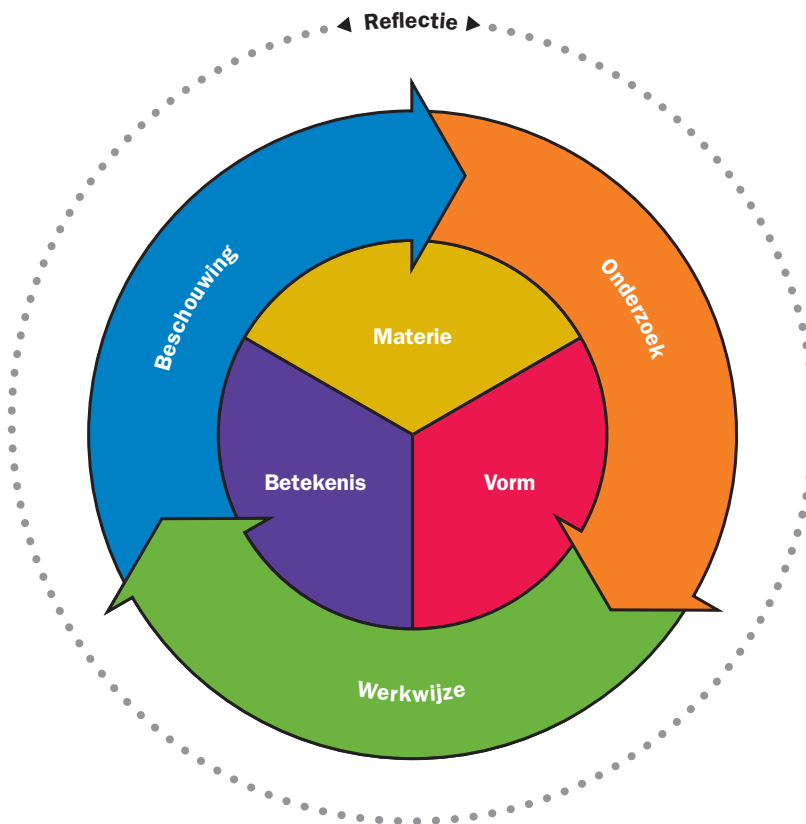 Reflectie
Beschouwing
Onderzoek
Materie
Betekenis
Vorm
Werkwijze